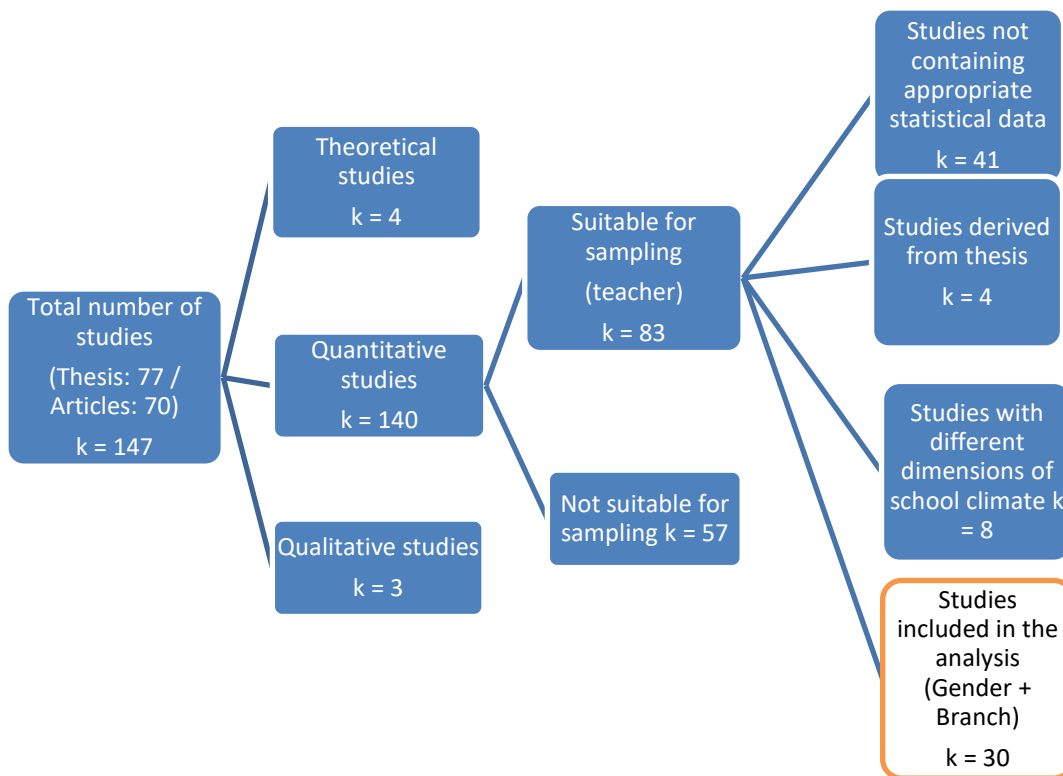 Total number of
studies
(Thesis: 77 /
Articles: 70)
k = 147
Theoretical
studies
k = 4
Quantitative
studies
k = 140
Qualitative studies
k = 3
Suitable for
sampling
(teacher)
k = 83
Not suitable for
sampling k = 57
Studies not
containing
appropriate
statistical data
k = 41
Studies derived
from thesis
k = 4
Studies with
different
dimensions of
school climate k
= 8
Studies
included in the
analysis
(Gender +
Branch)
k = 30